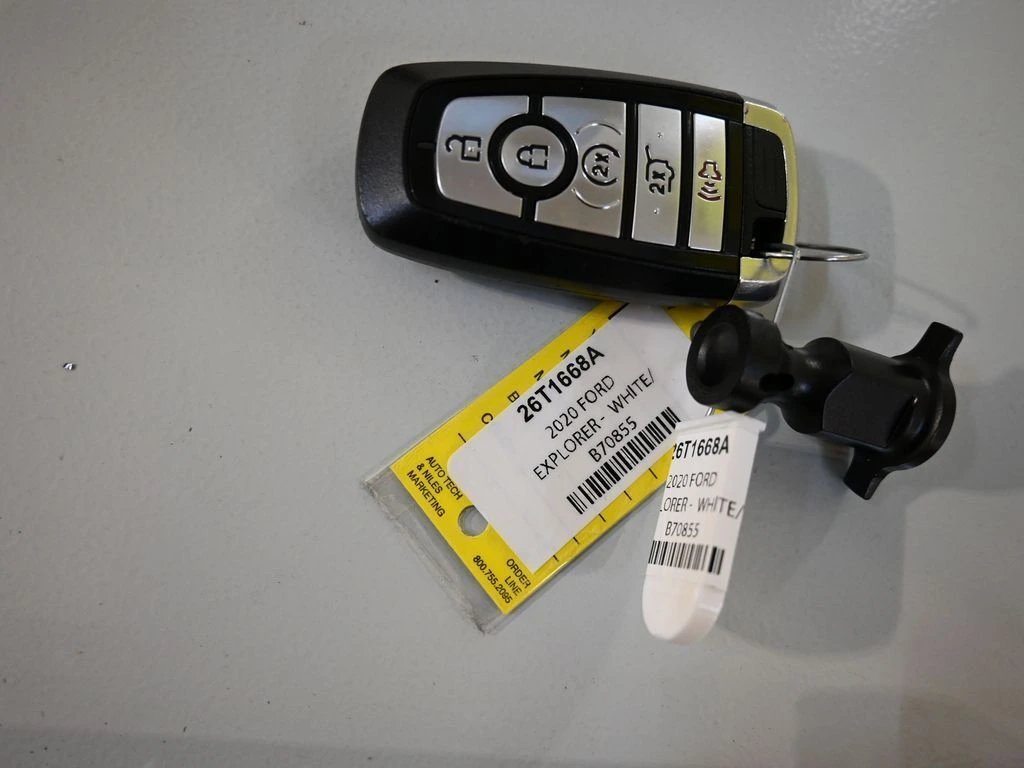 2x
2x
26T1668A
2020 FORD
EXPLORER - WHITE/
B70855
AUTO TECH
& NILES
MARKETING
ORDER
LINE
800.755.2095
26T1668A
2020 FORD
LORER - WHITE/
B70855